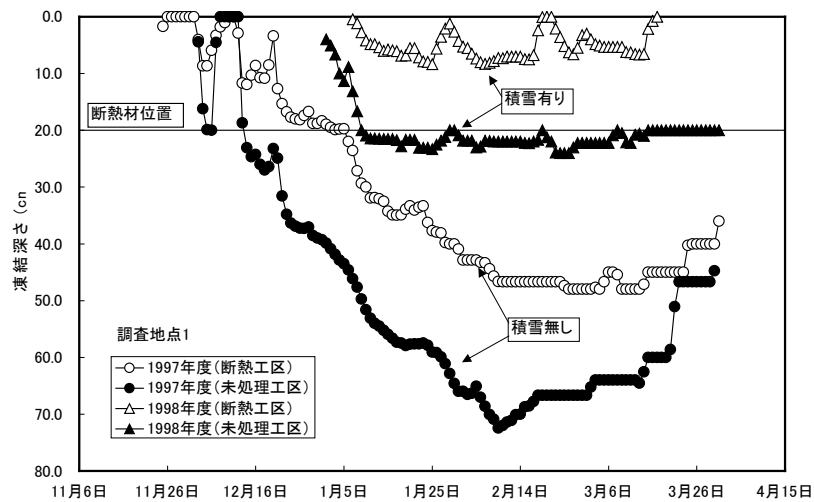 0.0
10.0
20.0
30.0
40.0
50.0
60.0
70.0
80.0
凍結深さ (cn
断熱材位置
積雪有り
積雪無し
調査地点1
1997年度(断熱工区)
1997年度(未処理工区)
1998年度(断熱工区)
1998年度(未処理工区)
11月6日 11月26日 12月16日 1月5日 1月25日 2月14日 3月6日 3月26日 4月15日